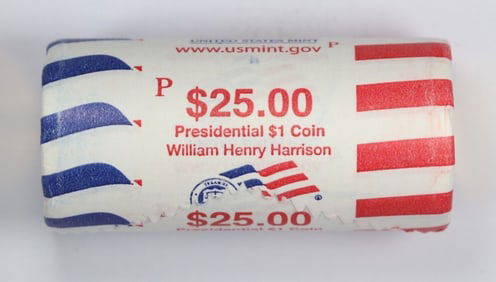 UNITED STATES MINT
www.usmint.gov P
P
$25.00
Presidential $1 Coin
William Henry Harrison
$25.00
Presidential $1 Coin